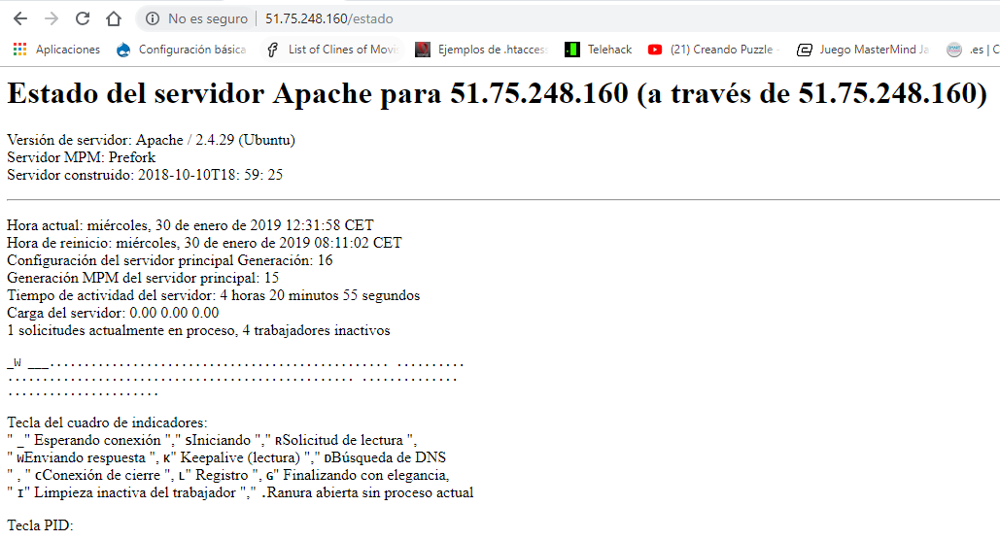 No es seguro | 51.75.248.160/estado
Aplicaciones Configuración básica List of Clines of Movi Ejemplos de .htacces Telehack (21) Creando Puzzle - Juego MasterMind Ja .es | C
Estado del servidor Apache para 51.75.248.160 (a través de 51.75.248.160)
Versión de servidor: Apache / 2.4.29 (Ubuntu)
Servidor MPM: Prefork
Servidor construido: 2018-10-10T18: 59: 25
Hora actual: miércoles, 30 de enero de 2019 12:31:58 CET
Hora de reinicio: miércoles, 30 de enero de 2019 08:11:02 CET
Configuración del servidor principal Generación: 16
Generación MPM del servidor principal: 15
Tiempo de actividad del servidor: 4 horas 20 minutos 55 segundos
Carga del servidor: 0.00 0.00 0.00
1 solicitudes actualmente en proceso, 4 trabajadores inactivos
_W ___.................................................. ..........
................................................... ..............
......................
Tecla del cuadro de indicadores:
" _" Esperando conexión "," SIniciando "," RSolicitud de lectura ",
" WEnviando respuesta ", K" Keepalive (lectura) "," DBúsqueda de DNS
" , " CConexión de cierre ", L" Registro ", G" Finalizando con elegancia,
" I" Limpieza inactiva del trabajador "," .Ranura abierta sin proceso actual
Tecla PID: